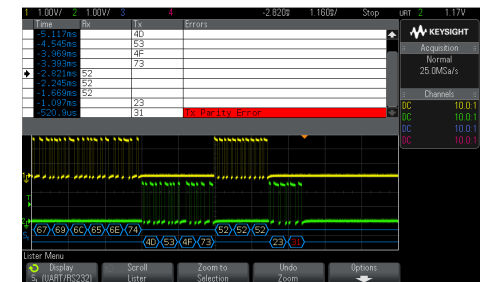 1 1.00V/ 2 1.00V/ 3 4 -2.820s 1.160s/ Stop URT 2 1.17V
Time Rx Tx Errors
-5.117ms 4D
-4.545ms 53
-3.969ms 4F
-3.393ms 73
-2.821ms 52
-2.245ms 52
-1.669ms 52
-1.097ms 23
-520.9us 31 Tx Parity Error
KEYSIGHT
Acquisition
Normal
25.0MSa/s
Channels
DC 10.0:1
DC 10.0:1
DC 10.0:1
DC 10.0:1
T
67 69 6C 65 6E 74 52 52 52
S₁ 4D 53 4F 73 23 31
Lister Menu
Display Scroll Zoom to Undo Options
S₁ (UART/RS232) Lister Selection Zoom